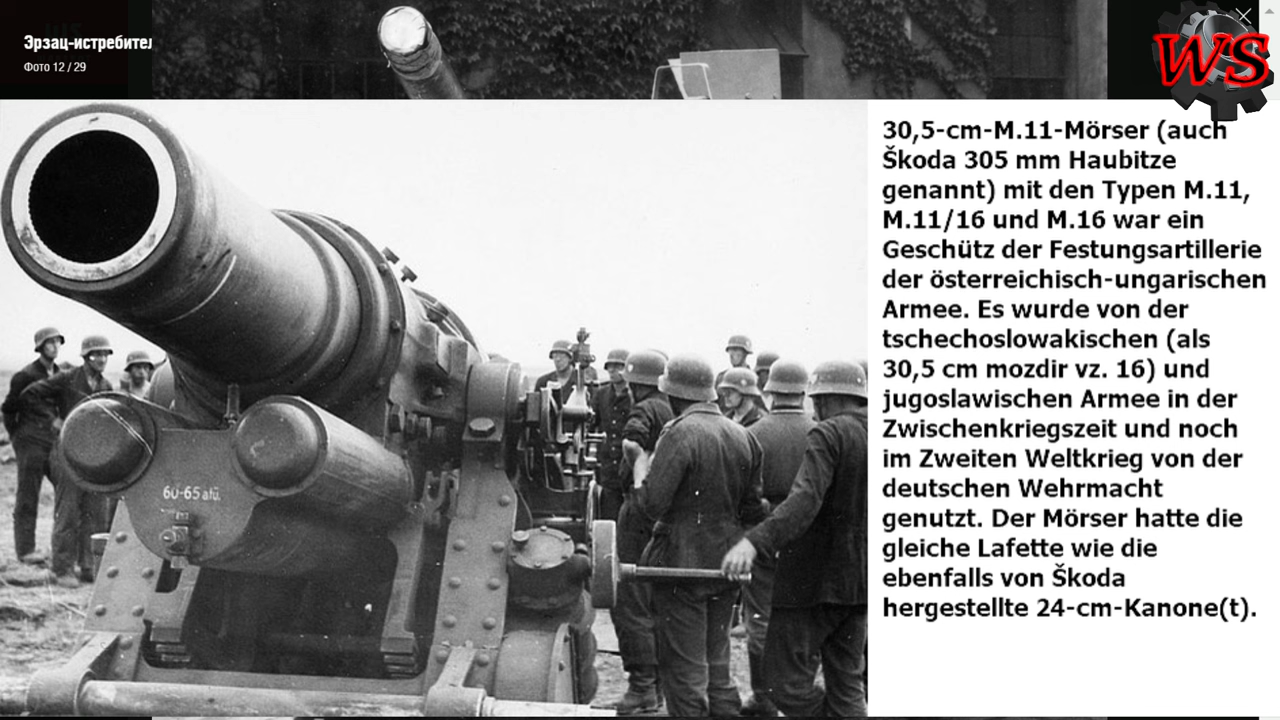 Эрзац-истребител
Фото 12 / 29
WS
30,5-cm-M.11-Mörser (auch
Škoda 305 mm Haubitze
genannt) mit den Typen M.11,
M.11/16 und M.16 war ein
Geschütz der Festungsartillerie
der österreichisch-ungarischen
Armee. Es wurde von der
tschechoslowakischen (als
30,5 cm mozdir vz. 16) und
jugoslawischen Armee in der
Zwischenkriegszeit und noch
im Zweiten Weltkrieg von der
deutschen Wehrmacht
genutzt. Der Mörser hatte die
gleiche Lafette wie die
ebenfalls von Škoda
hergestellte 24-cm-Kanone(t).
60-65 atü.